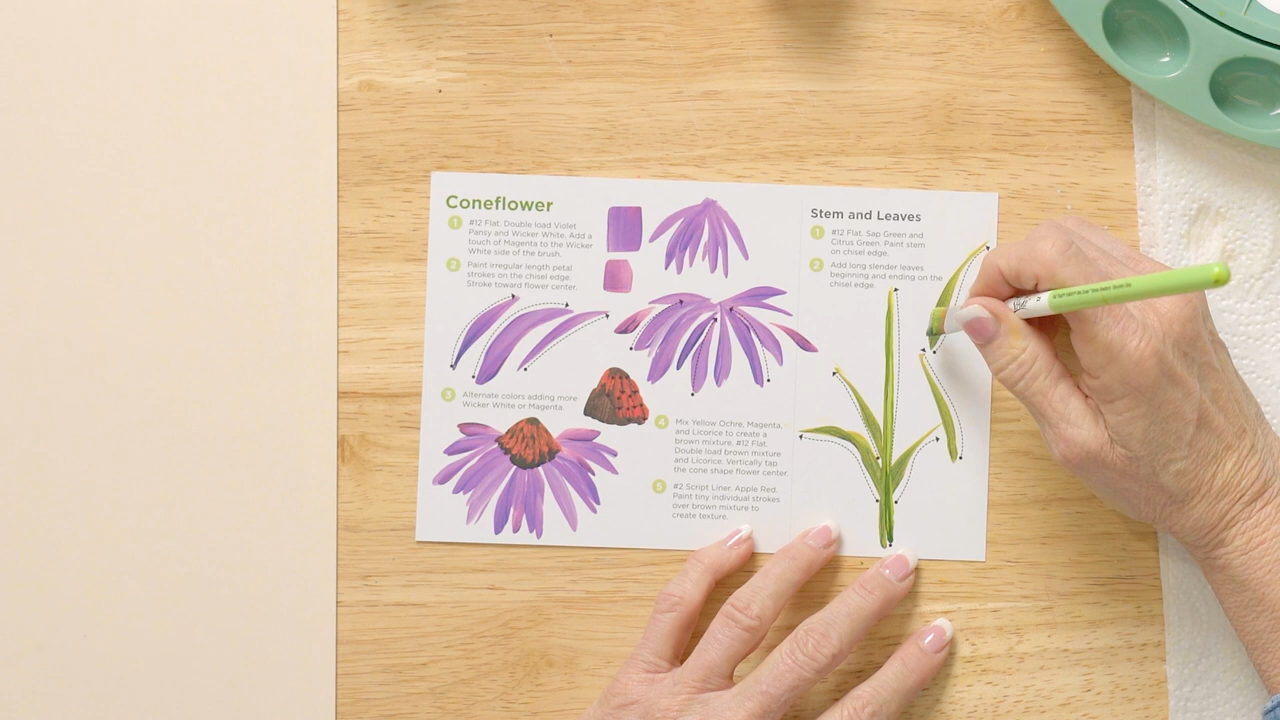 Coneflower
1 #12 Flat. Double load Violet
Pansy and Wicker White. Add a
touch of Magenta to the Wicker
White side of the brush.
2 Paint irregular length petal
strokes on the chisel edge.
Stroke toward flower center.
3 Alternate colors adding more
Wicker White or Magenta.
4 Mix Yellow Ochre, Magenta,
and Licorice to create a
brown mixture. #12 Flat.
Double load brown mixture
and Licorice. Vertically tap
the cone shape flower center.
5 #2 Script Liner. Apple Red.
Paint tiny individual strokes
over brown mixture to
create texture.
Stem and Leaves
1 #12 Flat. Sap Green and
Citrus Green. Paint stem
on chisel edge.
2 Add long slender leaves
beginning and ending on the
chisel edge.